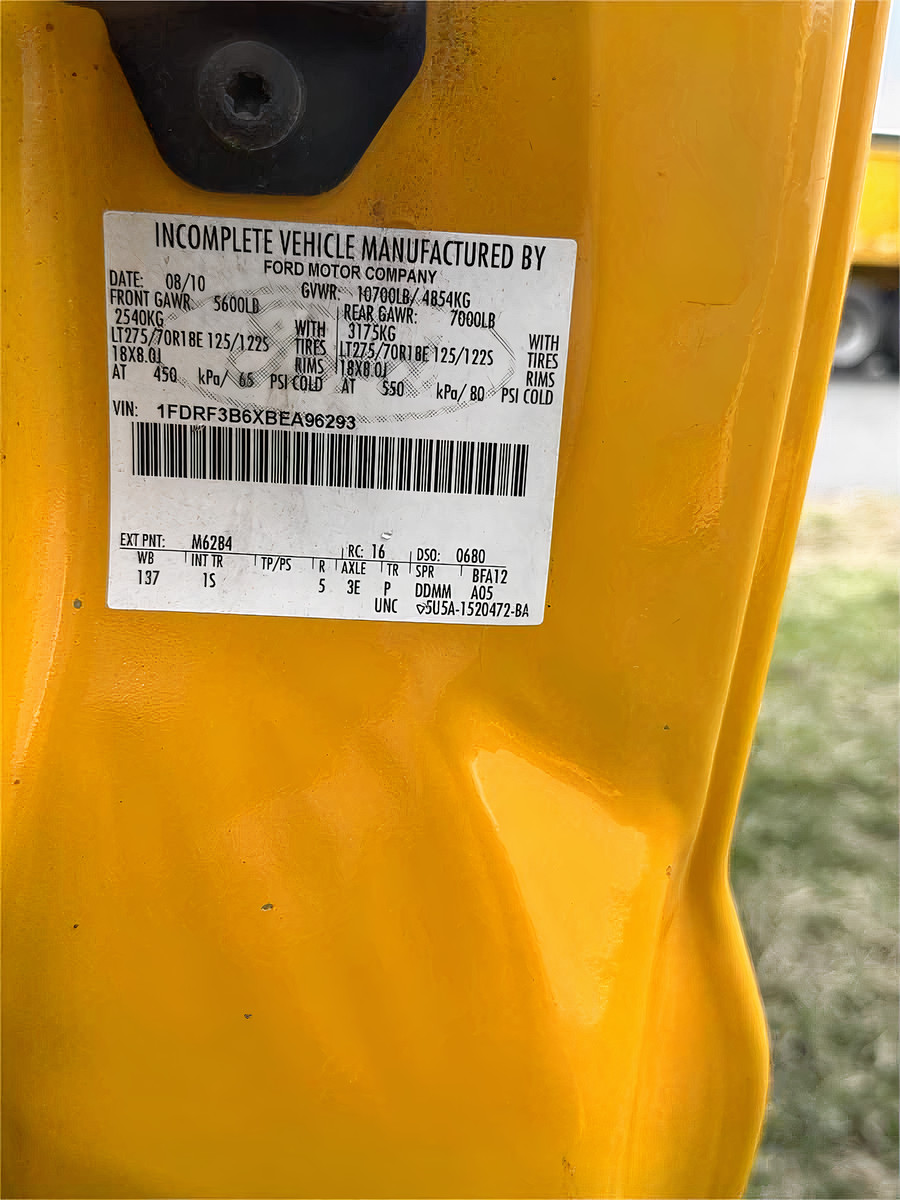 INCOMPLETE VEHICLE MANUFACTURED BY
FORD MOTOR COMPANY
DATE: 08/10 GVWR: 10700LB/ 4854KG
FRONT GAWR: 5600LB REAR GAWR: 7000LB
2540KG WITH 3175KG WITH
LT275/70R18E 125/122S TIRES LT275/70R18E 125/122S TIRES
18X8.0J RIMS 18X8.0J RIMS
AT 450 kPa/ 65 PSI COLD AT 550 kPa/ 80 PSI COLD
VIN: 1FDRF3B6XBEA96293
EXT PNT: M62B4 RC: 16 DSO: 0680
WB INT TR TP/PS R AXLE TR SPR BFA12
137 1S 5 3E P DDMM A05
UNC 5U5A-1520472-BA